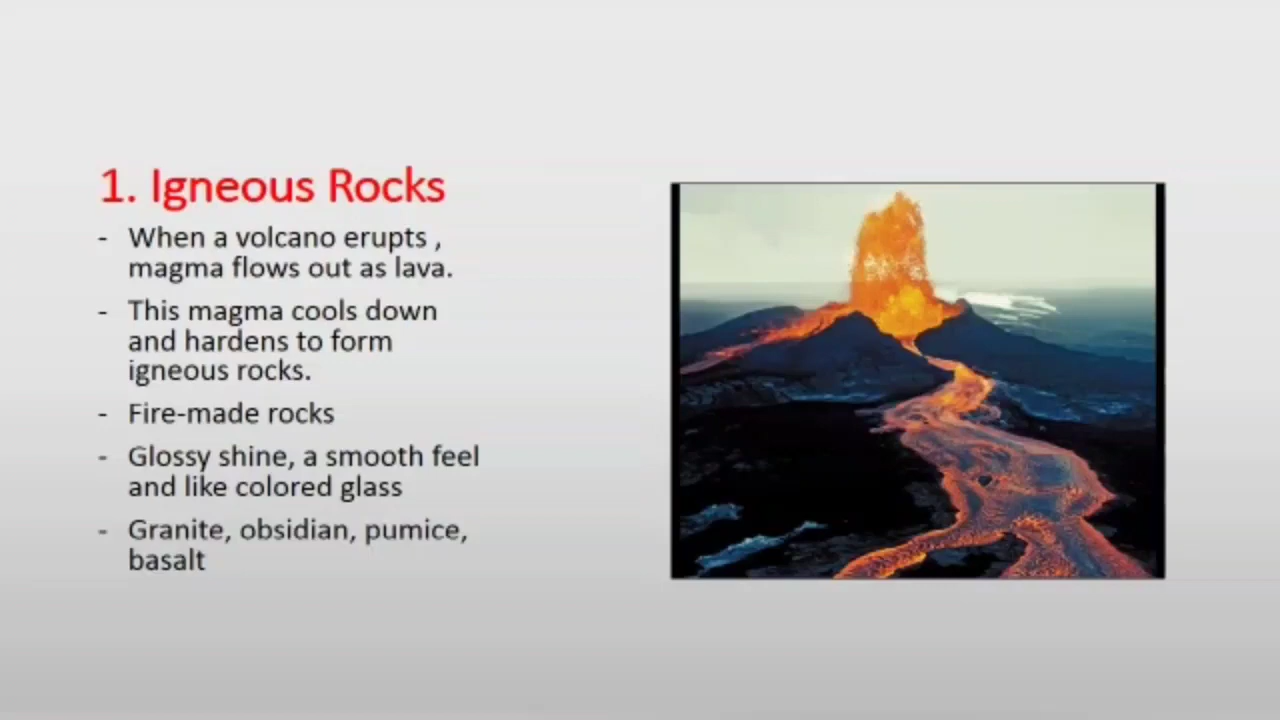 1. Igneous Rocks
- When a volcano erupts ,
magma flows out as lava.
- This magma cools down
and hardens to form
igneous rocks.
- Fire-made rocks
- Glossy shine, a smooth feel
and like colored glass
- Granite, obsidian, pumice,
basalt